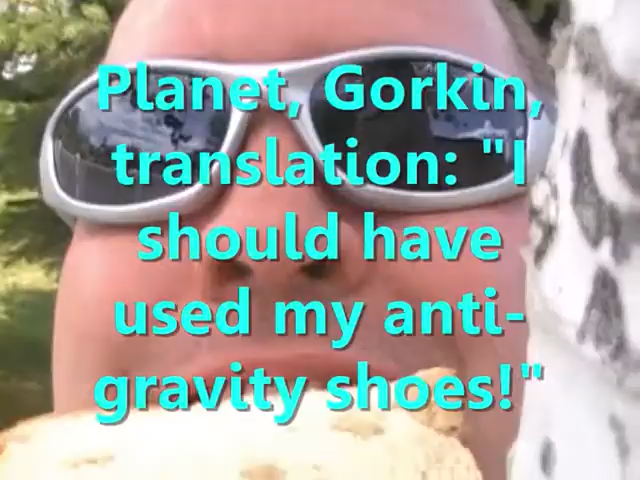 Planet, Gorkin,
translation: "I
should have
used my anti-
gravity shoes!"